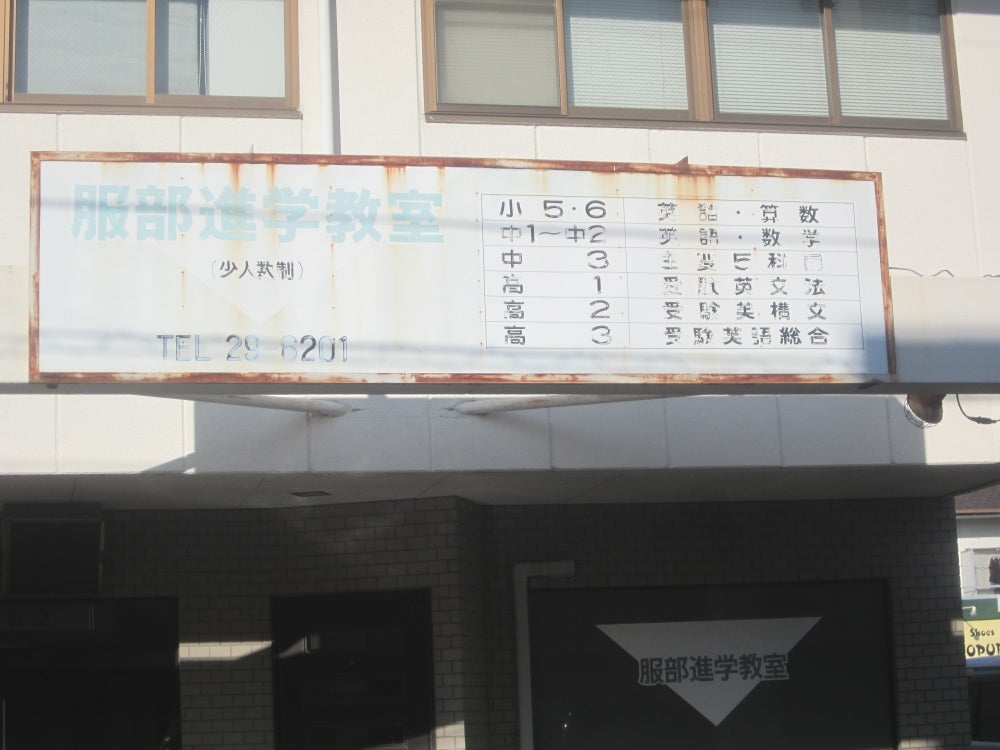 服部進学教室
(少人数制)
TEL 29-6201
小 5・6 英語・算数
中1〜中2 英語・数学
中 3 主要5科目
高 1 受験英文法
高 2 受験英構文
高 3 受験英語総合
服部進学教室
Shoes